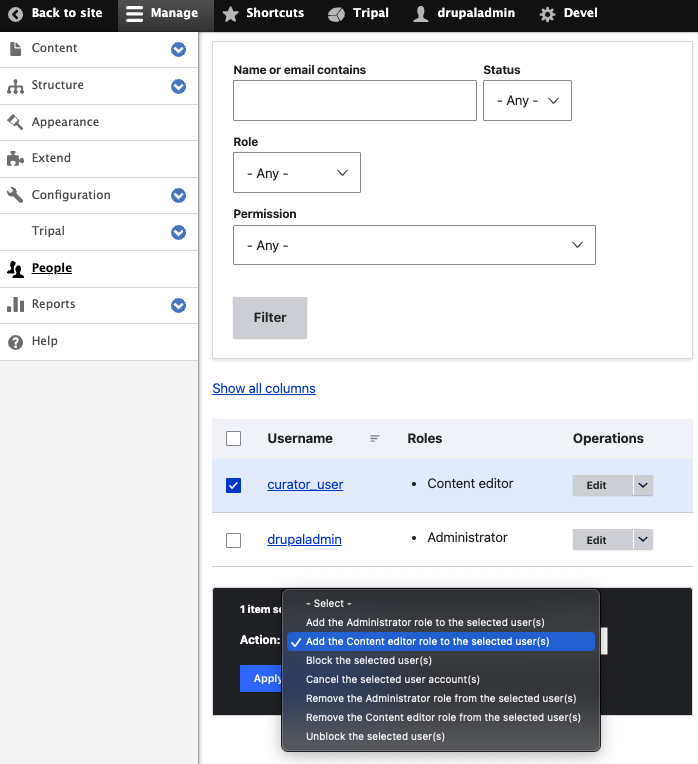 Back to site Manage Shortcuts Tripal drupaladmin Devel
Content
Structure
Appearance
Extend
Configuration
Tripal
People
Reports
Help
Name or email contains Status
- Any -
Role
- Any -
Permission
- Any -
Filter
Show all columns
Username Roles Operations
curator_user • Content editor Edit
drupaladmin • Administrator Edit
1 item
Action:
Apply
- Select -
Add the Administrator role to the selected user(s)
Add the Content editor role to the selected user(s)
Block the selected user(s)
Cancel the selected user account(s)
Remove the Administrator role from the selected user(s)
Remove the Content editor role from the selected user(s)
Unblock the selected user(s)